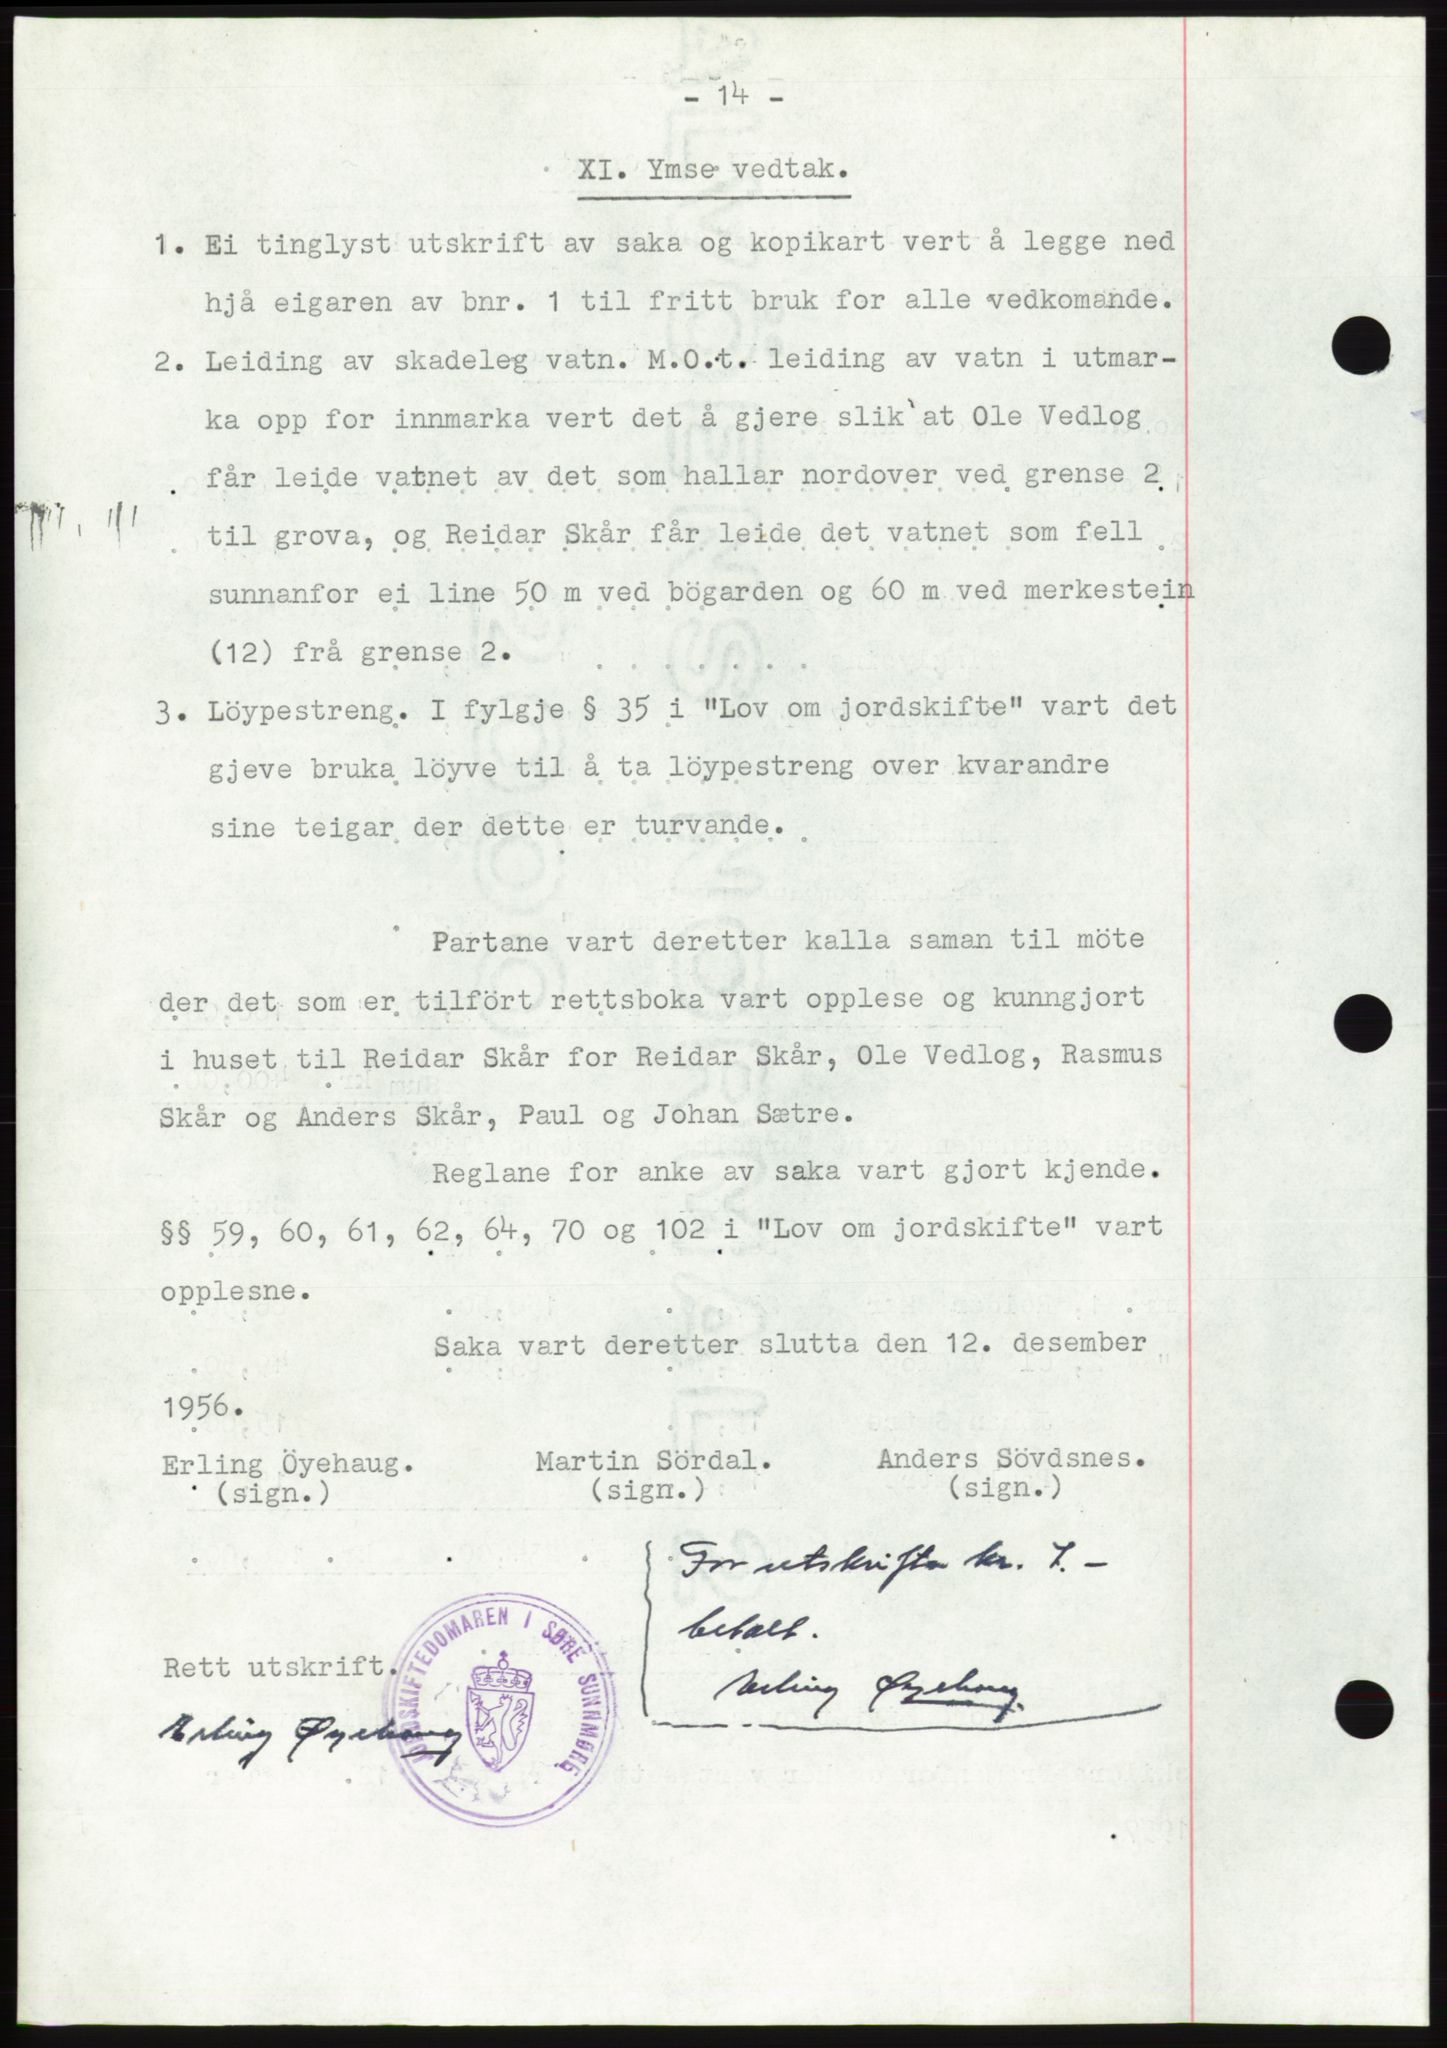 - 14 -
XI. Ymse vedtak.
1. Ei tinglyst utskrift av saka og kopikart vert å legge ned
hjå eigaren av bnr. 1 til fritt bruk for alle vedkomande.
2. Leiding av skadeleg vatn. M.O.t. leiding av vatn i utmar-
ka opp for innmarka vert det å gjere slik at Ole Vedlog
får leide vatnet av det som hallar nordover ved grense 2
til grova, og Reidar Skår får leide det vatnet som fell
sunnanfor ei line 50 m ved bögarden og 60 m ved merkestein
(12) frå grense 2.
3. Löypestreng. I fylgje § 35 i "Lov om jordskifte" vart det
gjeve bruka löyve til å ta löypestreng over kvarandre
sine teigar der dette er turvande.
Partane vart deretter kalla saman til möte
der det som er tilfört rettsboka vart opplese og kunngjort
i huset til Reidar Skår for Reidar Skår, Ole Vedlog, Rasmus
Skår og Anders Skår, Paul og Johan Sætre.
Reglane for anke av saka vart gjort kjende.
§§ 59, 60, 61, 62, 64, 70 og 102 i "Lov om jordskifte" vart
opplesne.
Saka vart deretter slutta den 12. desember
1956.
Erling Öyehaug. Martin Sördal. Anders Sövdsnes.
(sign.) (sign.) (sign.)
For utskrifta kr. 7.-
betalt.
Erling Øyehaug.
Rett utskrift.
Erling Øyehaug
JORDSKIFTEDOMAREN I SØRE SUNNMØRE